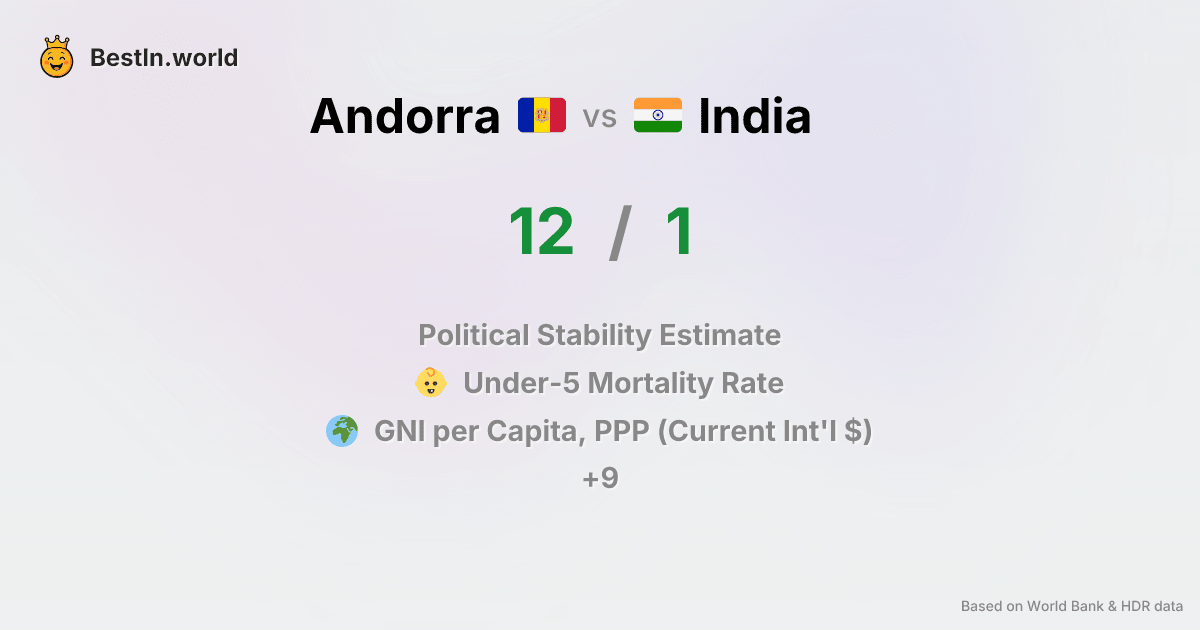 BestIn.world
Andorra vs India
12 / 1
Political Stability Estimate
Under-5 Mortality Rate
GNI per Capita, PPP (Current Int'l $)
+9
Based on World Bank & HDR data